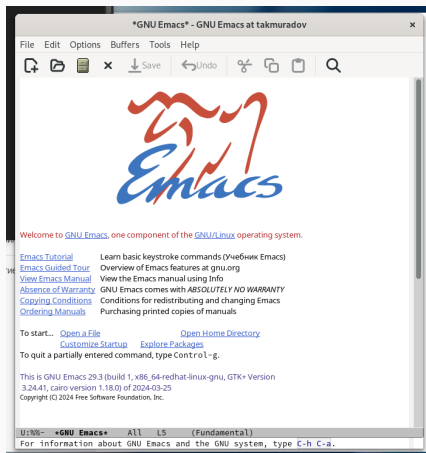 *GNU Emacs* - GNU Emacs at takmuradov
File Edit Options Buffers Tools Help
Save Undo
Emacs
Welcome to GNU Emacs, one component of the GNU/Linux operating system.
Emacs Tutorial Learn basic keystroke commands (Учебник Emacs)
Emacs Guided Tour Overview of Emacs features at gnu.org
View Emacs Manual View the Emacs manual using Info
Absence of Warranty GNU Emacs comes with ABSOLUTELY NO WARRANTY
Copying Conditions Conditions for redistributing and changing Emacs
Ordering Manuals Purchasing printed copies of manuals
To start... Open a File Open Home Directory
Customize Startup Explore Packages
To quit a partially entered command, type Control-g.
This is GNU Emacs 29.3 (build 1, x86_64-redhat-linux-gnu, GTK+ Version
3.24.41, cairo version 1.18.0) of 2024-03-25
Copyright (C) 2024 Free Software Foundation, Inc.
U:%%- *GNU Emacs* All L5 (Fundamental)
For information about GNU Emacs and the GNU system, type C-h C-a.